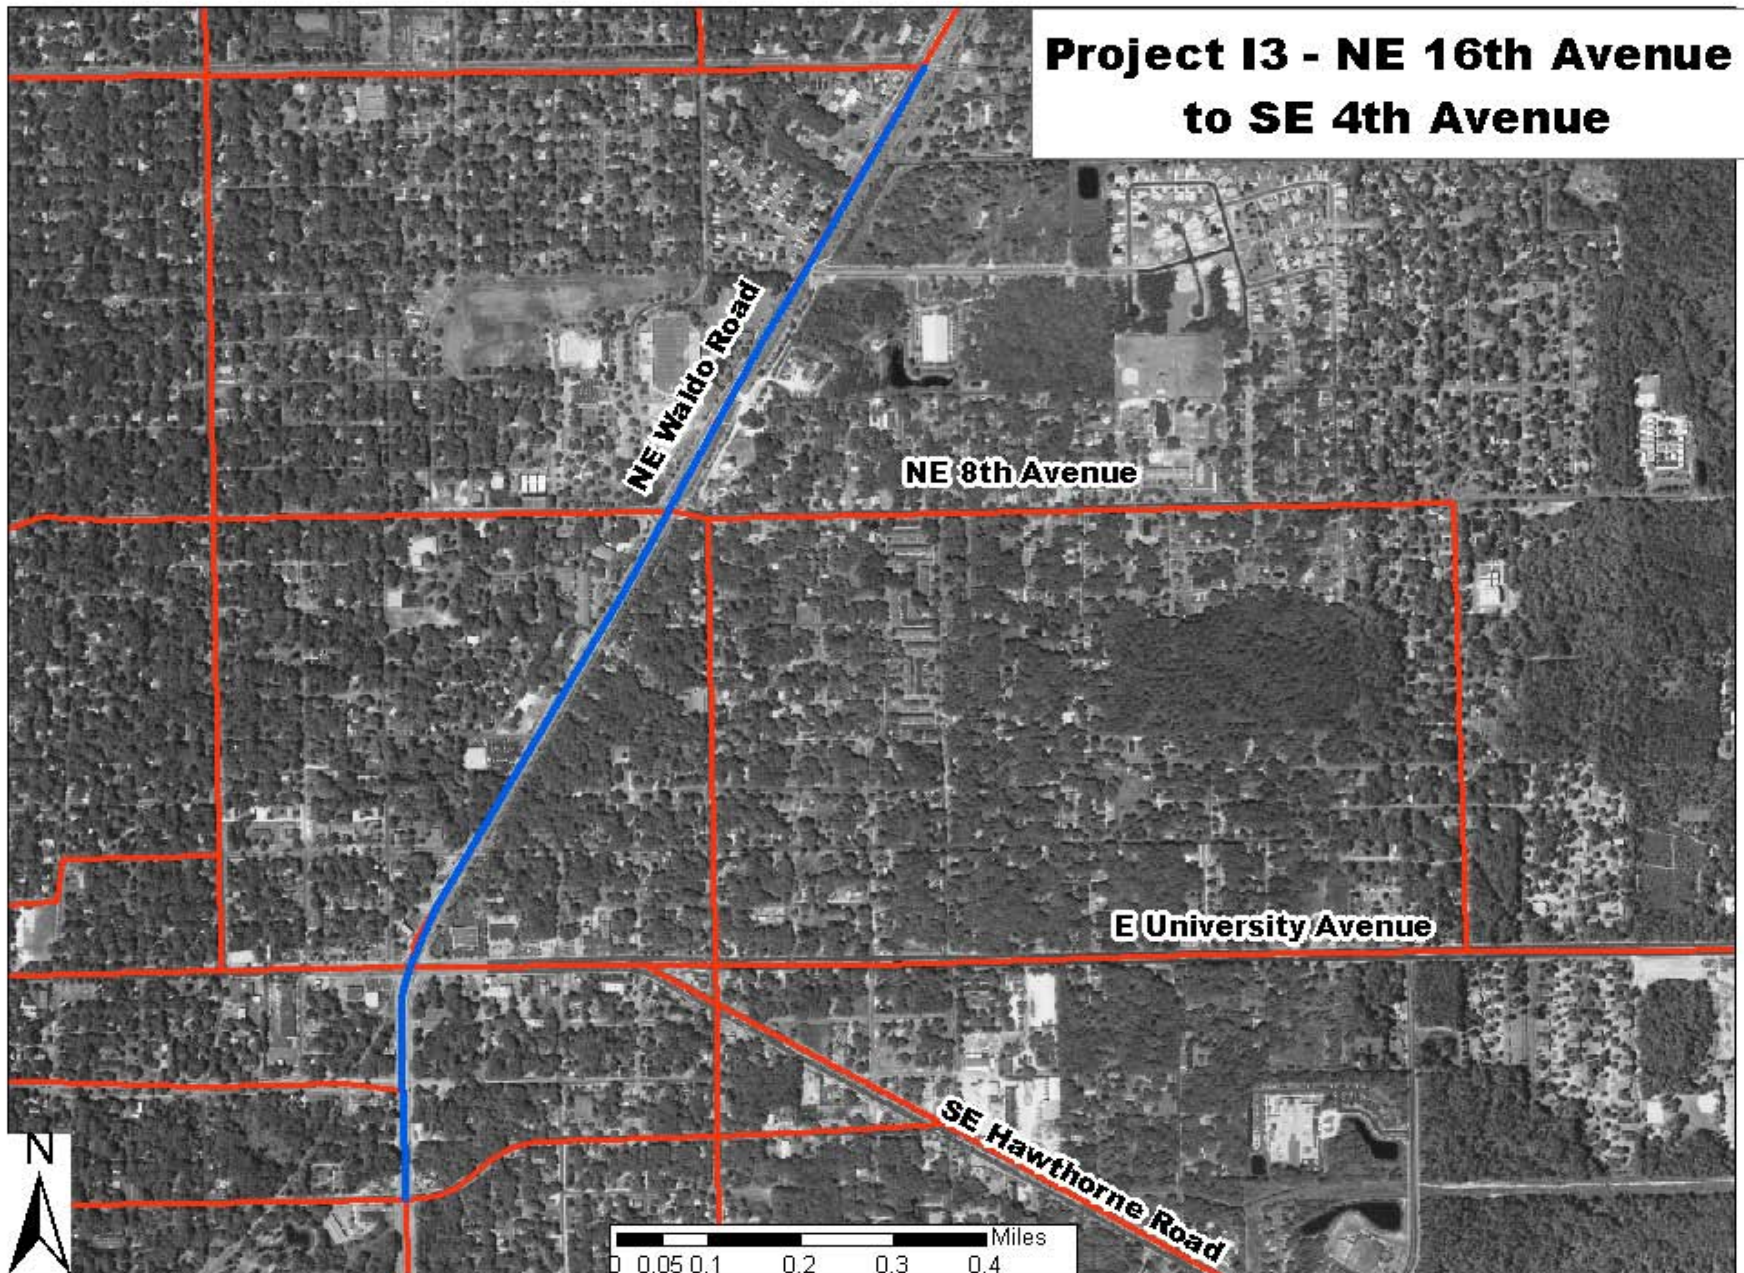 Project I3 - NE 16th Avenue
to SE 4th Avenue
NE Waldo Road
NE 8th Avenue
E University Avenue
SE Hawthorne Road
N
Miles
0 0.05 0.1 0.2 0.3 0.4